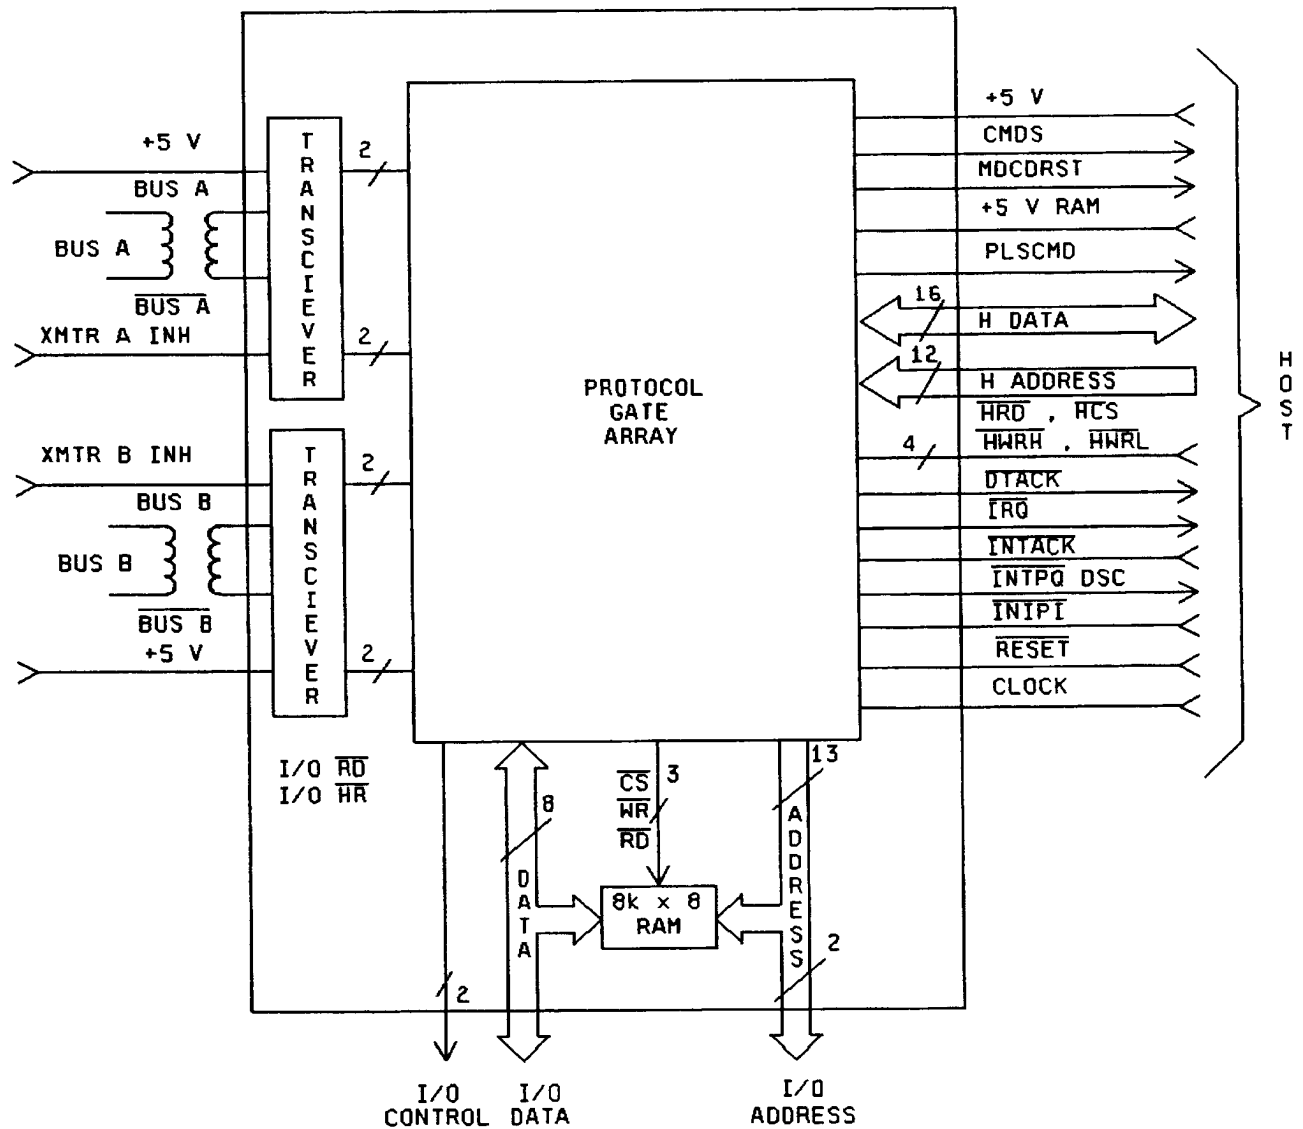 +5 V
BUS A
BUS A
BUS A
XMTR A INH
TRANSCIEVER
2
2
XMTR B INH
BUS B
BUS B
BUS B
+5 V
TRANSCIEVER
2
2
PROTOCOL
GATE
ARRAY
+5 V
CMDS
MDCDRST
+5 V RAM
PLSCMD
16
H DATA
12
H ADDRESS
HRD , HCS
4
HWRH , HWRL
DTACK
IRQ
INTACK
INTPQ DSC
INIPI
RESET
CLOCK
HOST
I/O RD
I/O HR
8
DATA
CS
WR
RD
3
8k x 8
RAM
13
ADDRESS
2
2
I/O
CONTROL
I/O
DATA
I/O
ADDRESS